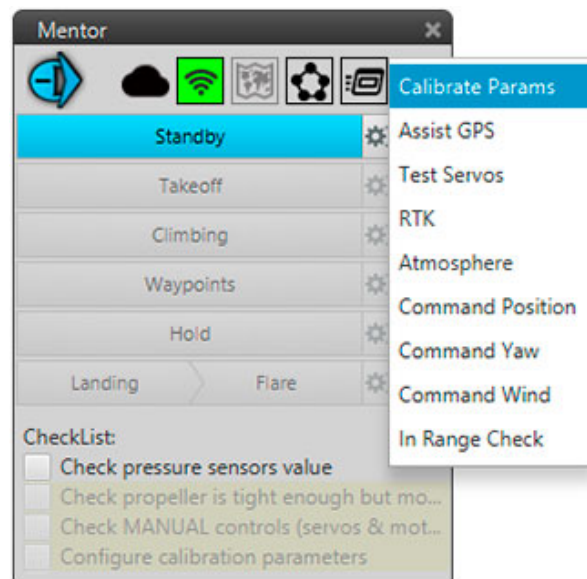 Mentor
Calibrate Params
Assist GPS
Test Servos
RTK
Atmosphere
Command Position
Command Yaw
Command Wind
In Range Check
Standby
Takeoff
Climbing
Waypoints
Hold
Landing Flare
CheckList:
Check pressure sensors value
Check propeller is tight enough but mo...
Check MANUAL controls (servos & mot...
Configure calibration parameters